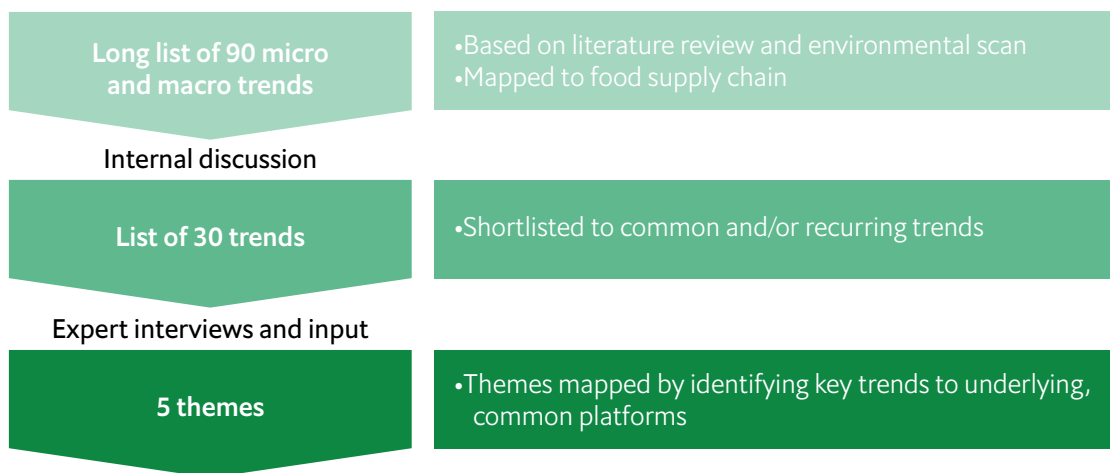 Long list of 90 micro
and macro trends
•Based on literature review and environmental scan
•Mapped to food supply chain
Internal discussion
List of 30 trends
•Shortlisted to common and/or recurring trends
Expert interviews and input
5 themes
•Themes mapped by identifying key trends to underlying,
common platforms